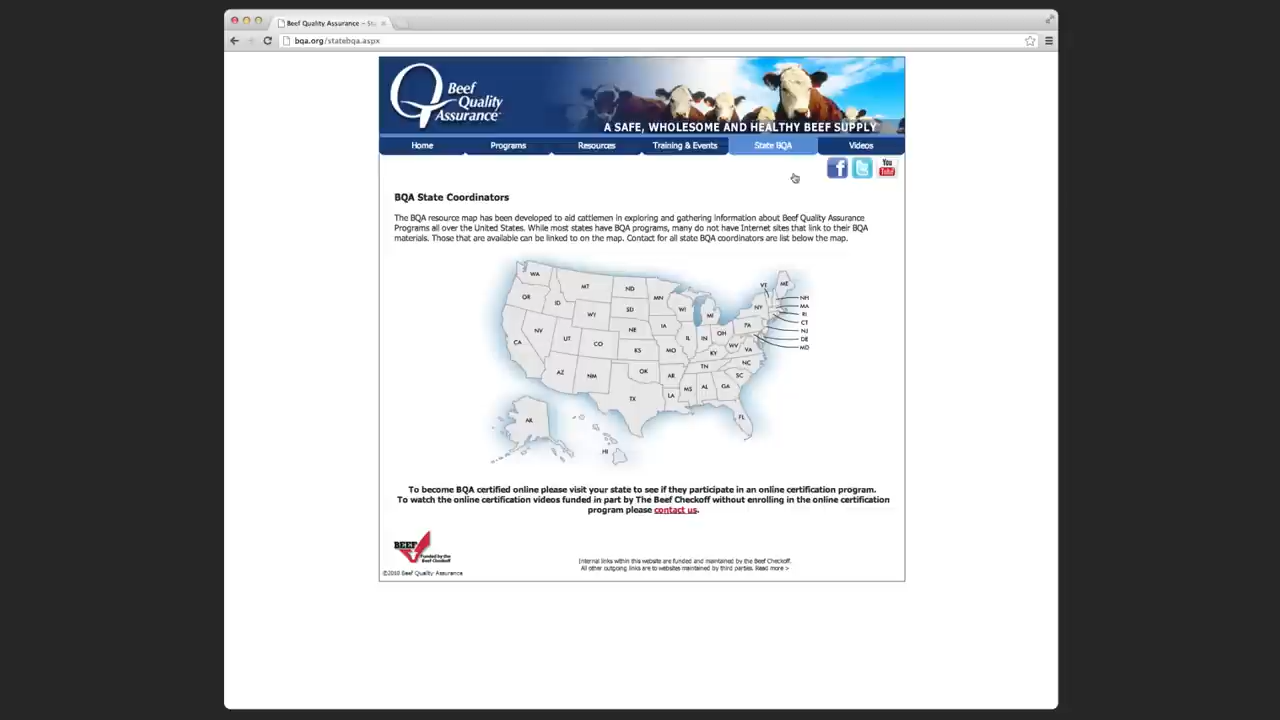 Beef Quality Assurance – Sta
bqa.org/statebqa.aspx
Beef
Quality
Assurance
A SAFE, WHOLESOME AND HEALTHY BEEF SUPPLY
Home Programs Resources Training & Events State BQA Videos
f t You Tube
BQA State Coordinators
The BQA resource map has been developed to aid cattlemen in exploring and gathering information about Beef Quality Assurance
Programs all over the United States. While most states have BQA programs, many do not have Internet sites that link to their BQA
materials. Those that are available can be linked to on the map. Contact for all state BQA coordinators are list below the map.
WA MT ND MN VT ME
OR ID WY SD WI MI NY NH
MA
RI
CT
NJ
DE
MD
NV UT CO NE IA IL IN OH PA
CA KS MO KY WV VA
AZ NM OK AR TN NC
SC
TX LA MS AL GA
AK HI FL
To become BQA certified online please visit your state to see if they participate in an online certification program.
To watch the online certification videos funded in part by The Beef Checkoff without enrolling in the online certification
program please contact us.
BEEF
Funded by the
Beef Checkoff
©2010 Beef Quality Assurance
Internal links within this website are funded and maintained by the Beef Checkoff.
All other outgoing links are to websites maintained by third parties. Read more >